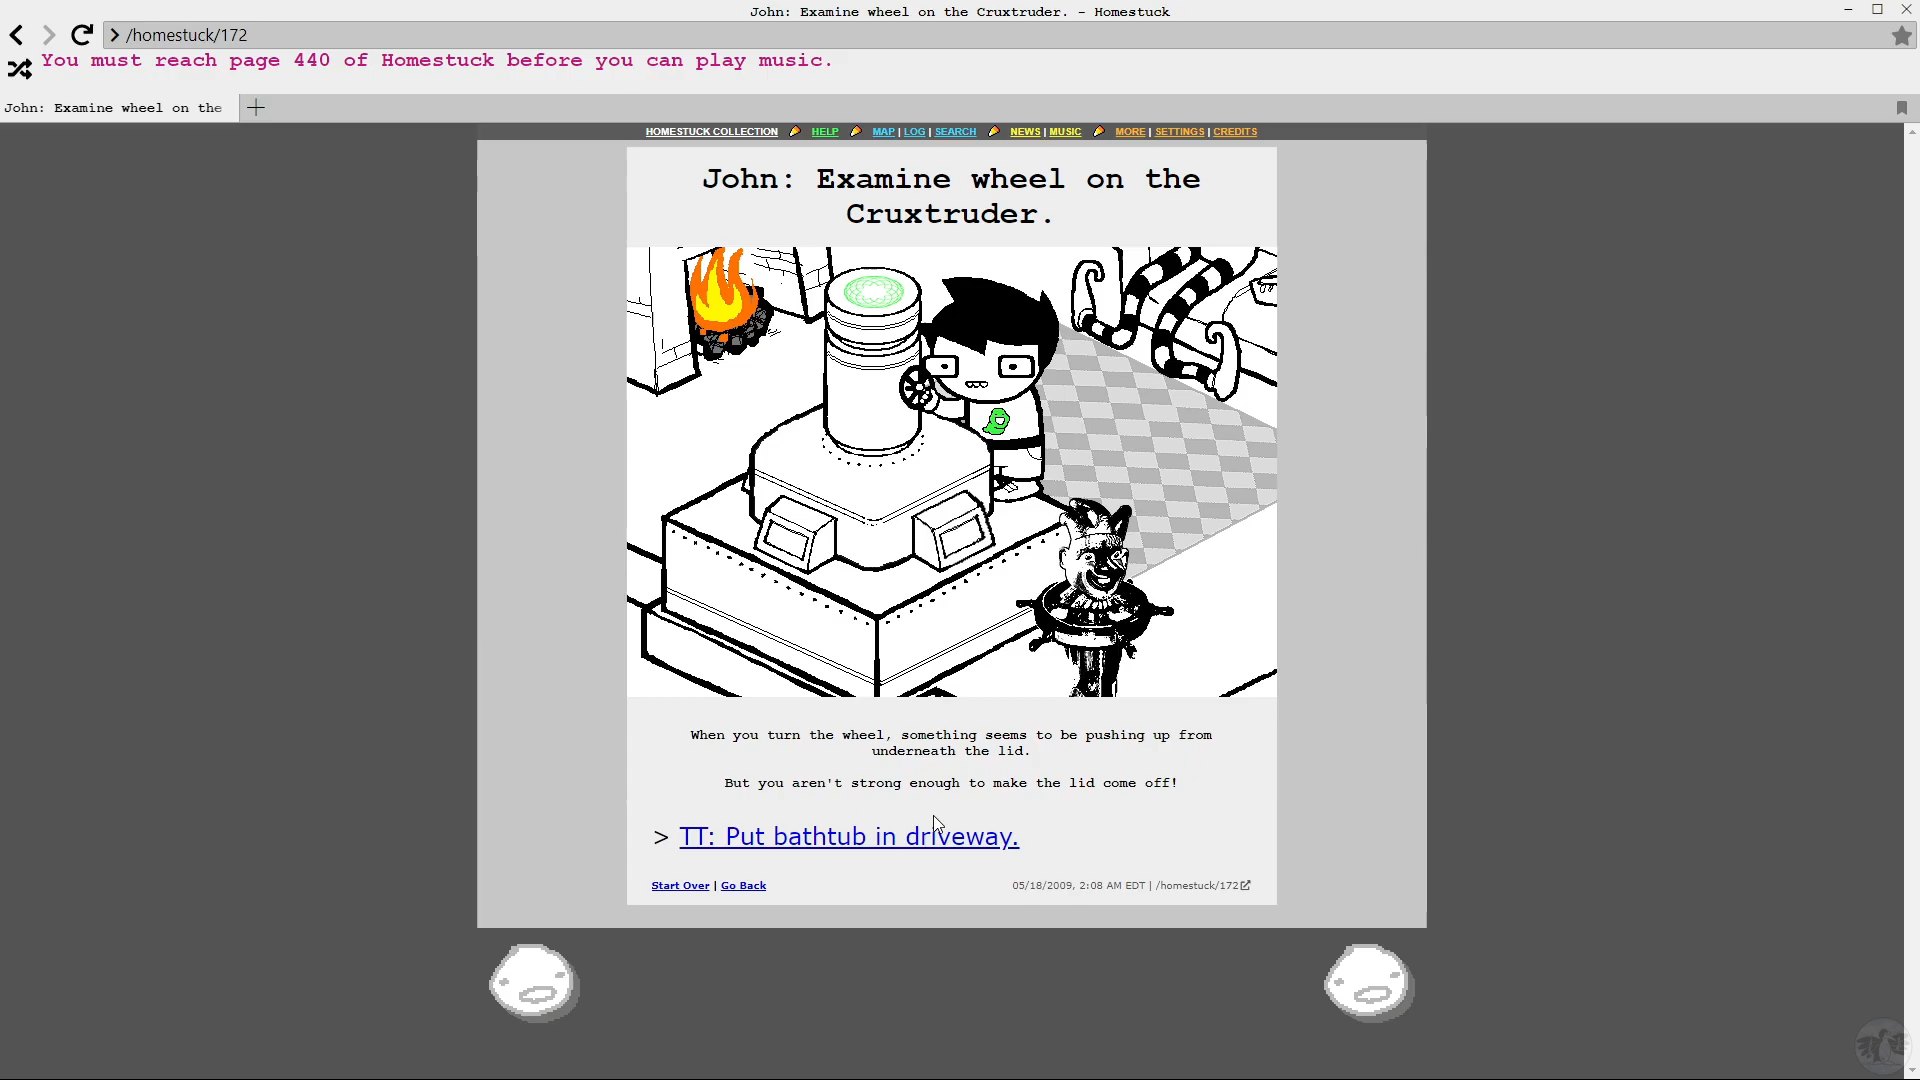 John: Examine wheel on the Cruxtruder. - Homestuck
/homestuck/172
You must reach page 440 of Homestuck before you can play music.
John: Examine wheel on the
HOMESTUCK COLLECTION HELP MAP | LOG | SEARCH NEWS | MUSIC MORE | SETTINGS | CREDITS
John: Examine wheel on the
Cruxtruder.
When you turn the wheel, something seems to be pushing up from
underneath the lid.
But you aren't strong enough to make the lid come off!
> TT: Put bathtub in driveway.
Start Over | Go Back
05/18/2009, 2:08 AM EDT | /homestuck/172